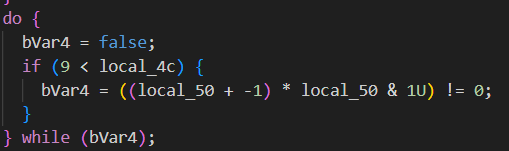 do {
bVar4 = false;
if (9 < local_4c) {
bVar4 = ((local_50 + -1) * local_50 & 1U) != 0;
}
} while (bVar4);